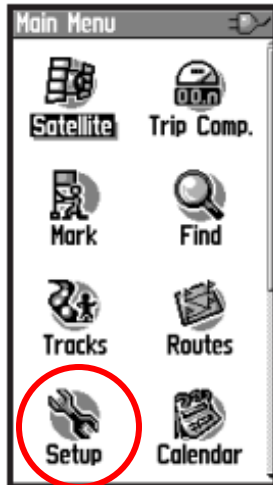 Main Menu
Satellite Trip Comp.
Mark Find
Tracks Routes
Setup Calendar